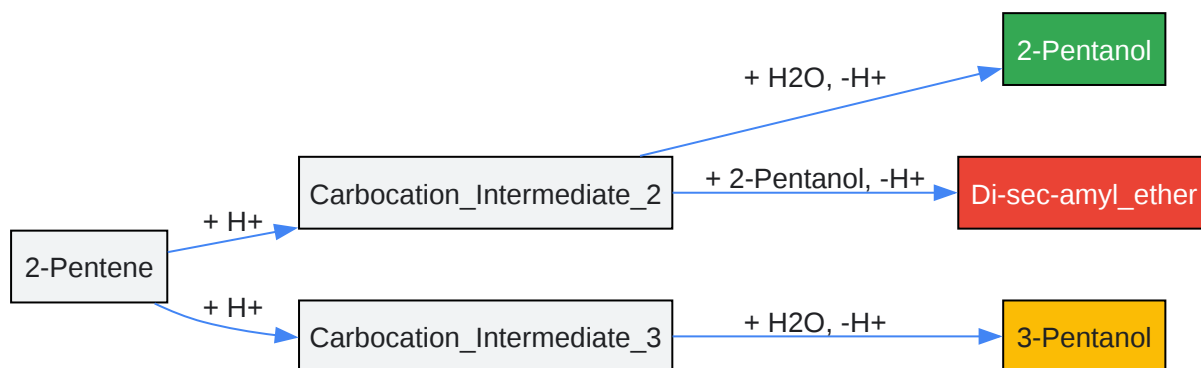 2-Pentanol
+ H2O, -H+
Carbocation_Intermediate_2
+ 2-Pentanol, -H+
Di-sec-amyl_ether
+ H+
2-Pentene
+ H+
Carbocation_Intermediate_3
+ H2O, -H+
3-Pentanol